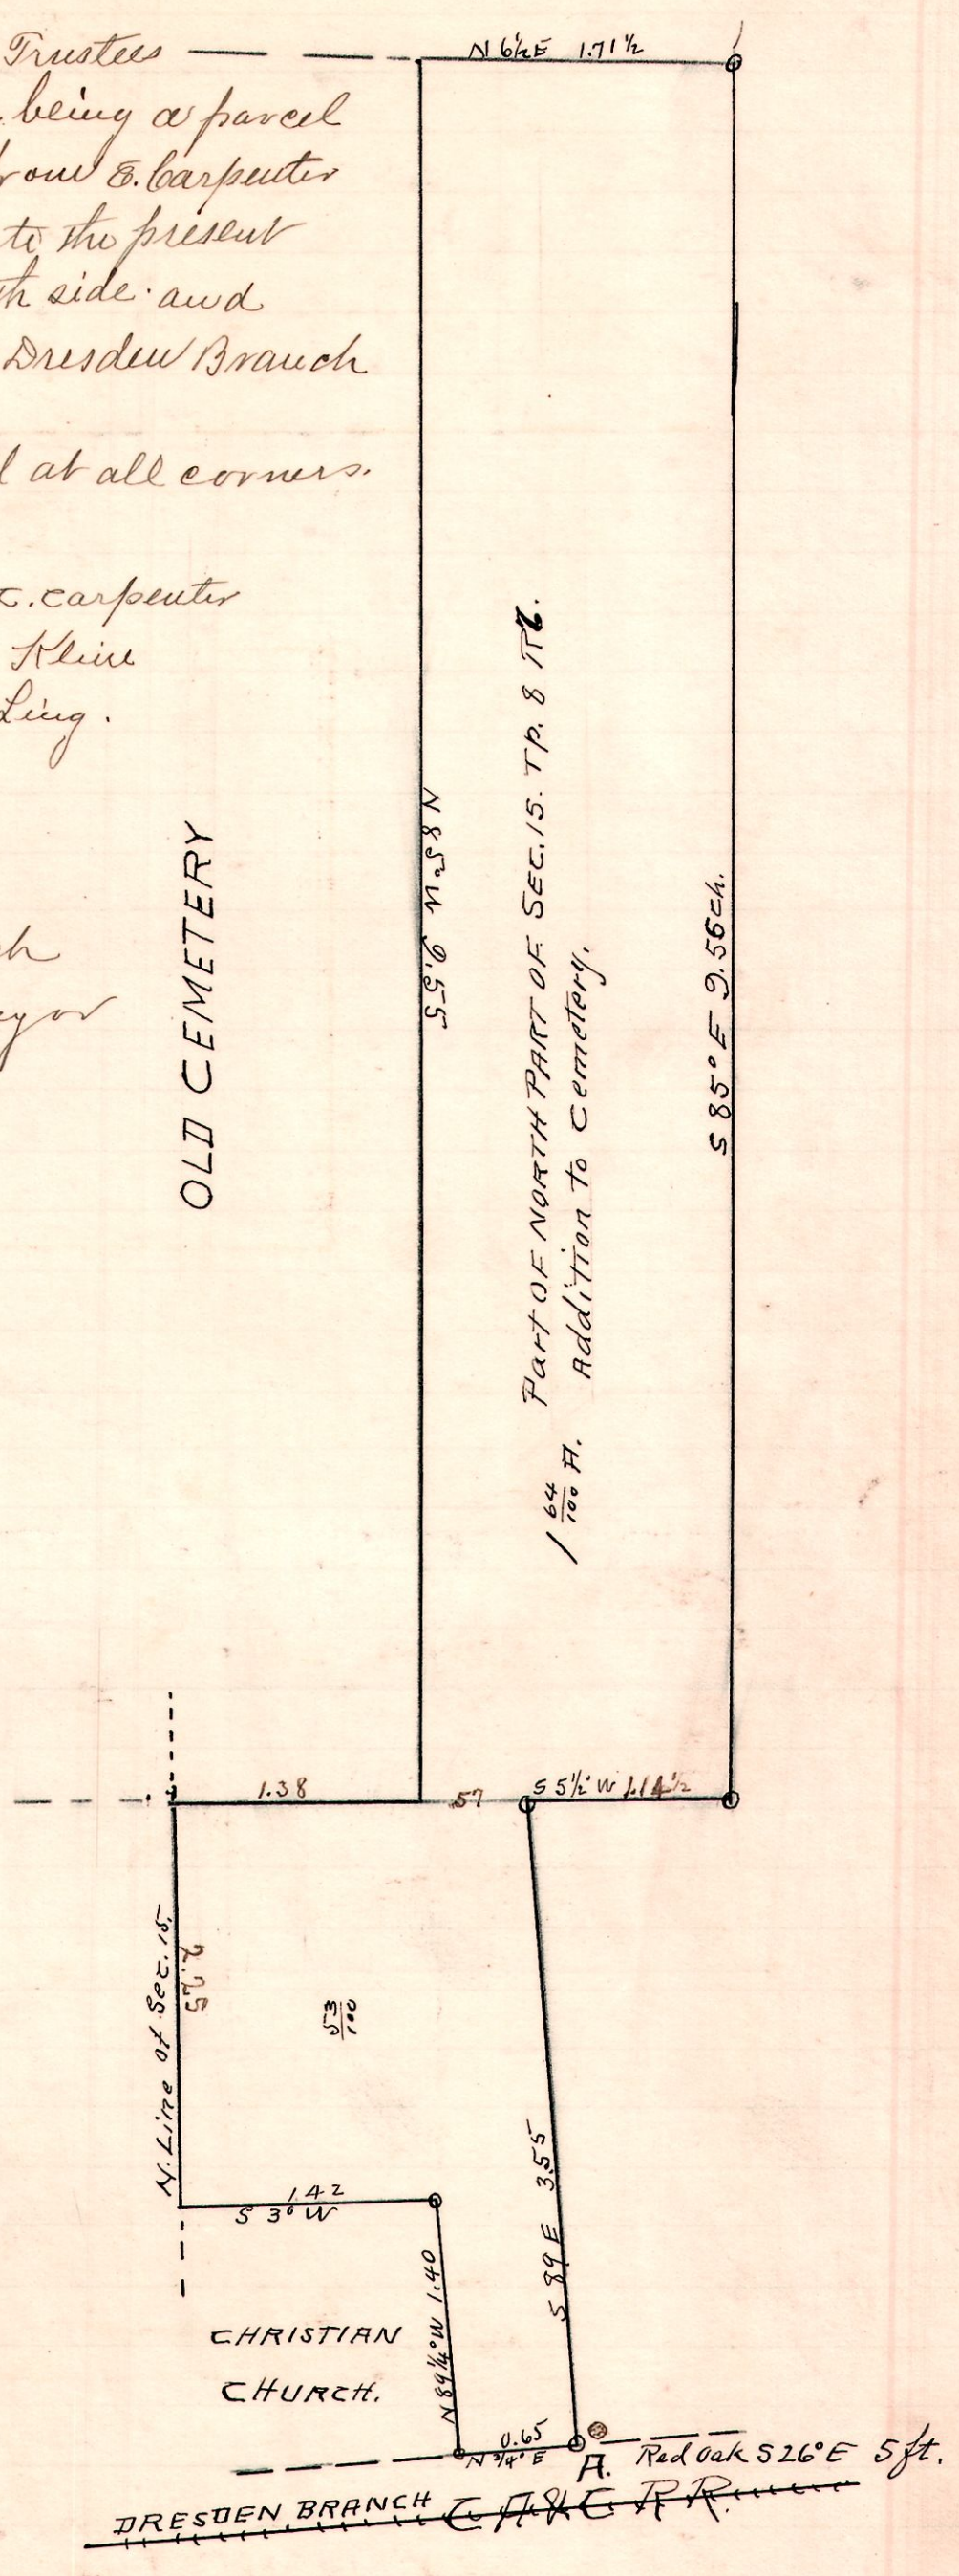 Trustees
N 6½ E 1.71½
being a parcel
E. Carpenter
to the present
side and
Dresden Branch
at all corners.
Carpenter
Kline
Ling.
OLD CEMETERY
N 85° W 9.55
Part OF NORTH PART OF SEC. 15. TP. 8 R
Addition to Cemetery.
1 64/100 A.
S 85° E 9.56 ch.
1.38
.57
S 5½° W 1.14½
N. Line of Sec. 15.
2.25
53/100
1.42
S 3° W
S 89 E 3.55
N 89¼° W 1.40
CHRISTIAN
CHURCH.
0.65
N ¾° E
A.
Red Oak S 26° E 5 ft.
DRESDEN BRANCH C A & C RR.